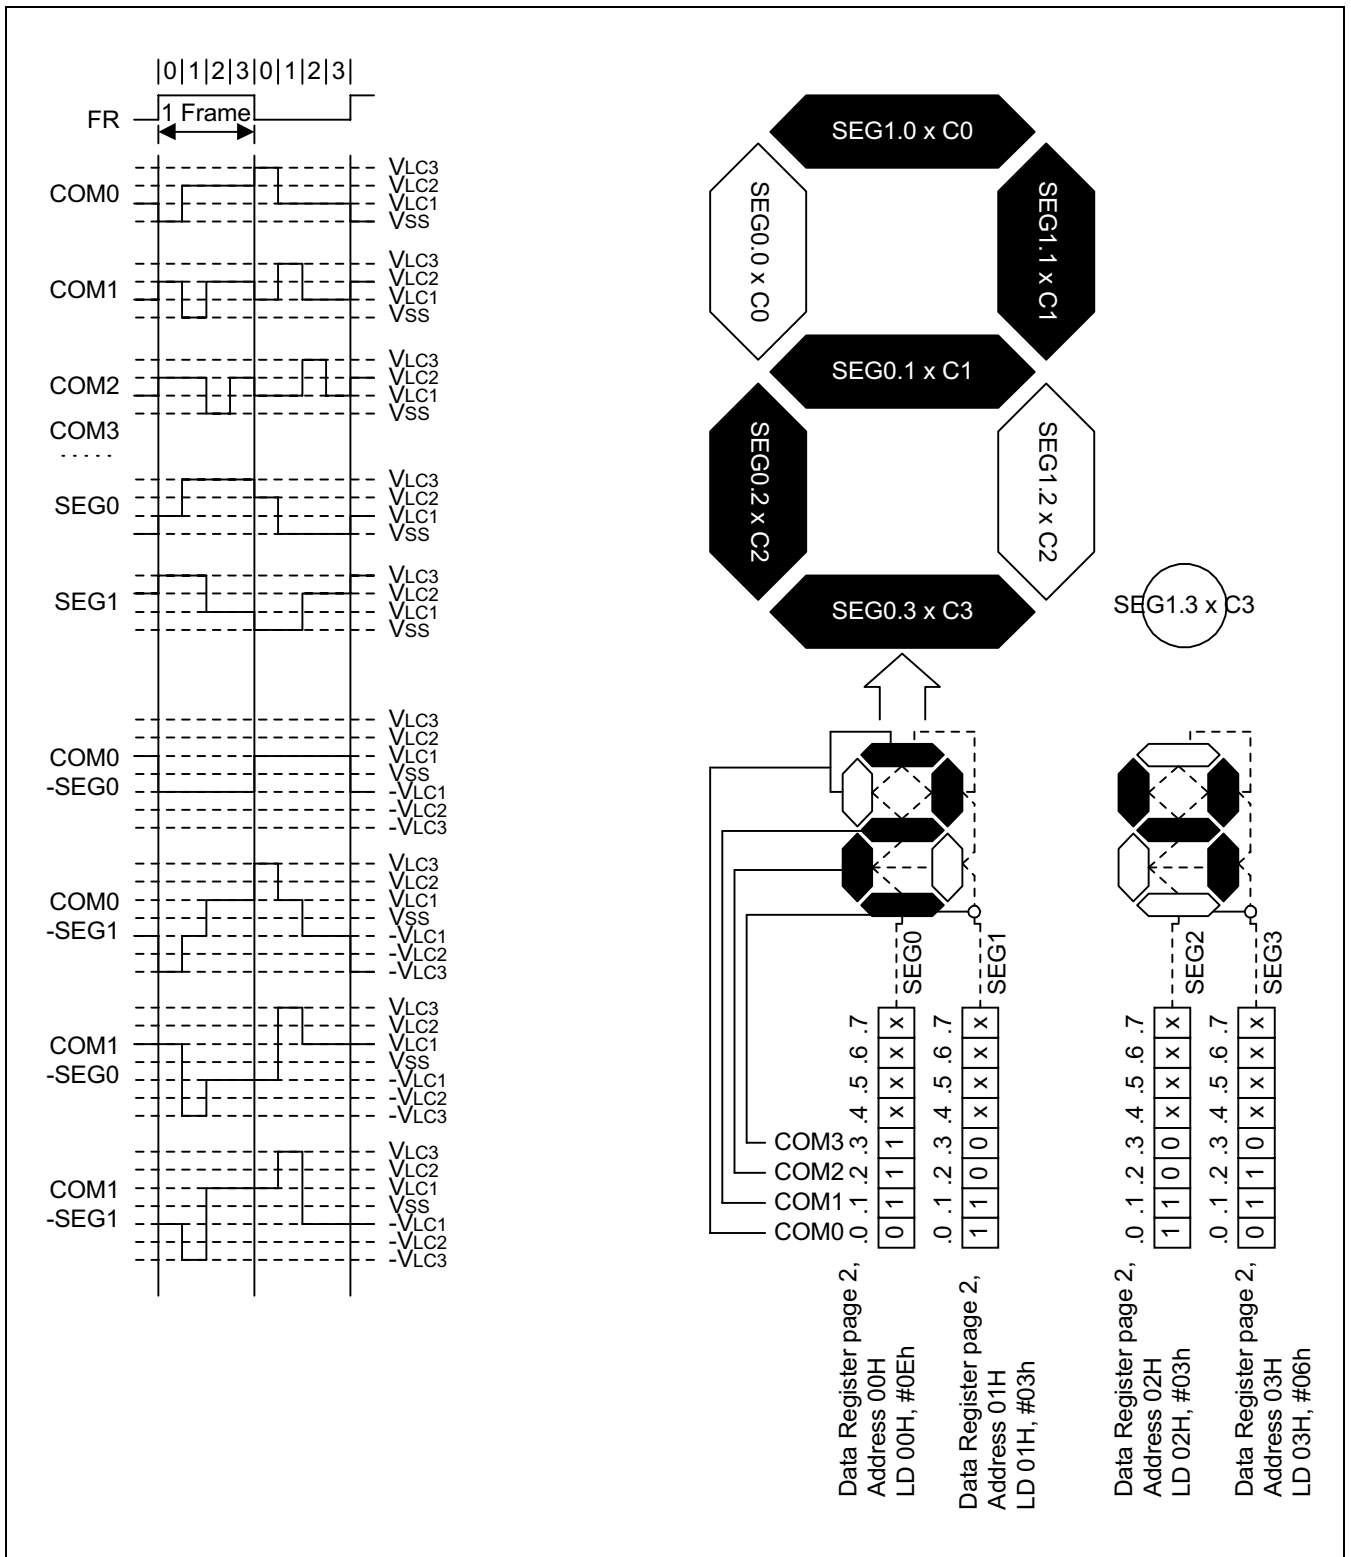 |0|1|2|3|0|1|2|3|
FR
1 Frame
COM0
VLC3
VLC2
VLC1
VSS
COM1
VLC3
VLC2
VLC1
VSS
COM2
VLC3
VLC2
VLC1
VSS
COM3
.....
SEG0
VLC3
VLC2
VLC1
VSS
SEG1
VLC3
VLC2
VLC1
VSS
COM0
-SEG0
VLC3
VLC2
VLC1
VSS
-VLC1
-VLC2
-VLC3
COM0
-SEG1
VLC3
VLC2
VLC1
VSS
-VLC1
-VLC2
-VLC3
COM1
-SEG0
VLC3
VLC2
VLC1
VSS
-VLC1
-VLC2
-VLC3
COM1
-SEG1
VLC3
VLC2
VLC1
VSS
-VLC1
-VLC2
-VLC3
SEG1.0 x C0
SEG0.0 x C0
SEG1.1 x C1
SEG0.1 x C1
SEG0.2 x C2
SEG1.2 x C2
SEG0.3 x C3
SEG1.3 x C3
SEG0
SEG1
SEG2
SEG3
COM3
COM2
COM1
COM0
.0 .1 .2 .3 .4 .5 .6 .7
0 1 1 1 x x x x
.0 .1 .2 .3 .4 .5 .6 .7
1 1 0 0 x x x x
.0 .1 .2 .3 .4 .5 .6 .7
1 1 0 0 x x x x
.0 .1 .2 .3 .4 .5 .6 .7
0 1 1 0 x x x x
Data Register page 2,
Address 00H
LD 00H, #0Eh
Data Register page 2,
Address 01H
LD 01H, #03h
Data Register page 2,
Address 02H
LD 02H, #03h
Data Register page 2,
Address 03H
LD 03H, #06h